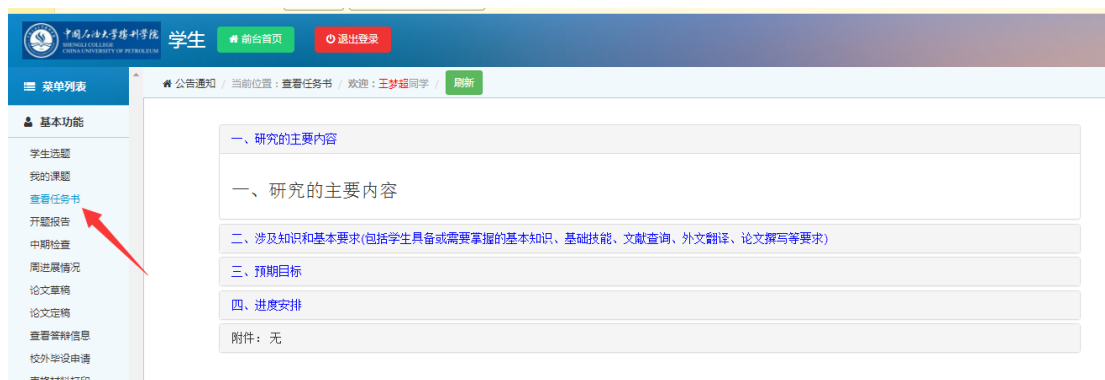 中国石油大学胜利学院
SHENGLI COLLEGE
CHINA UNIVERSITY OF PETROLEUM
学生
前台首页
退出登录
菜单列表
公告通知 / 当前位置：查看任务书 / 欢迎：王梦超同学 / 刷新
基本功能
学生选题
我的课题
查看任务书
开题报告
中期检查
周进展情况
论文草稿
论文定稿
查看答辩信息
校外毕设申请
一、研究的主要内容
一、研究的主要内容
二、涉及知识和基本要求(包括学生具备或需要掌握的基本知识、基础技能、文献查询、外文翻译、论文撰写等要求)
三、预期目标
四、进度安排
附件：无